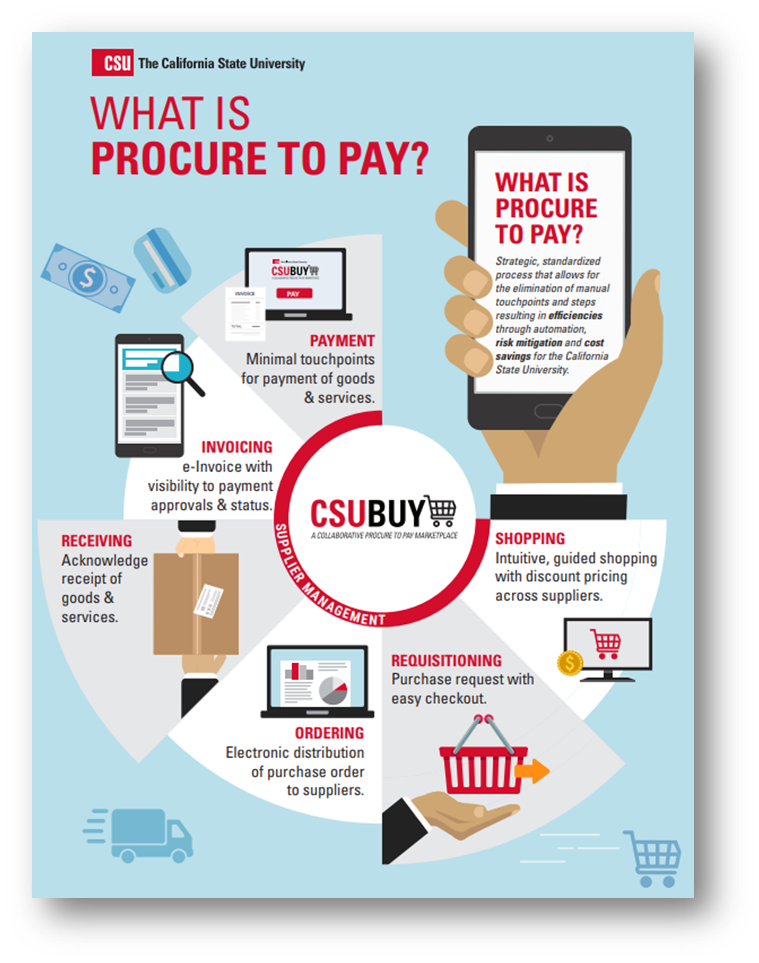 CSU The California State University
WHAT IS
PROCURE TO PAY?
WHAT IS
PROCURE
TO PAY?
Strategic, standardized
process that allows for
the elimination of manual
touchpoints and steps
resulting in efficiencies
through automation,
risk mitigation and cost
savings for the California
State University.
CSUBUY
PAY
INVOICE
PAYMENT
Minimal touchpoints
for payment of goods
& services.
INVOICING
e-Invoice with
visibility to payment
approvals & status.
RECEIVING
Acknowledge
receipt of
goods &
services.
ORDERING
Electronic distribution
of purchase order
to suppliers.
REQUISITIONING
Purchase request with
easy checkout.
SHOPPING
Intuitive, guided shopping
with discount pricing
across suppliers.
CSUBUY
A COLLABORATIVE PROCURE TO PAY MARKETPLACE
SUPPLIER MANAGEMENT